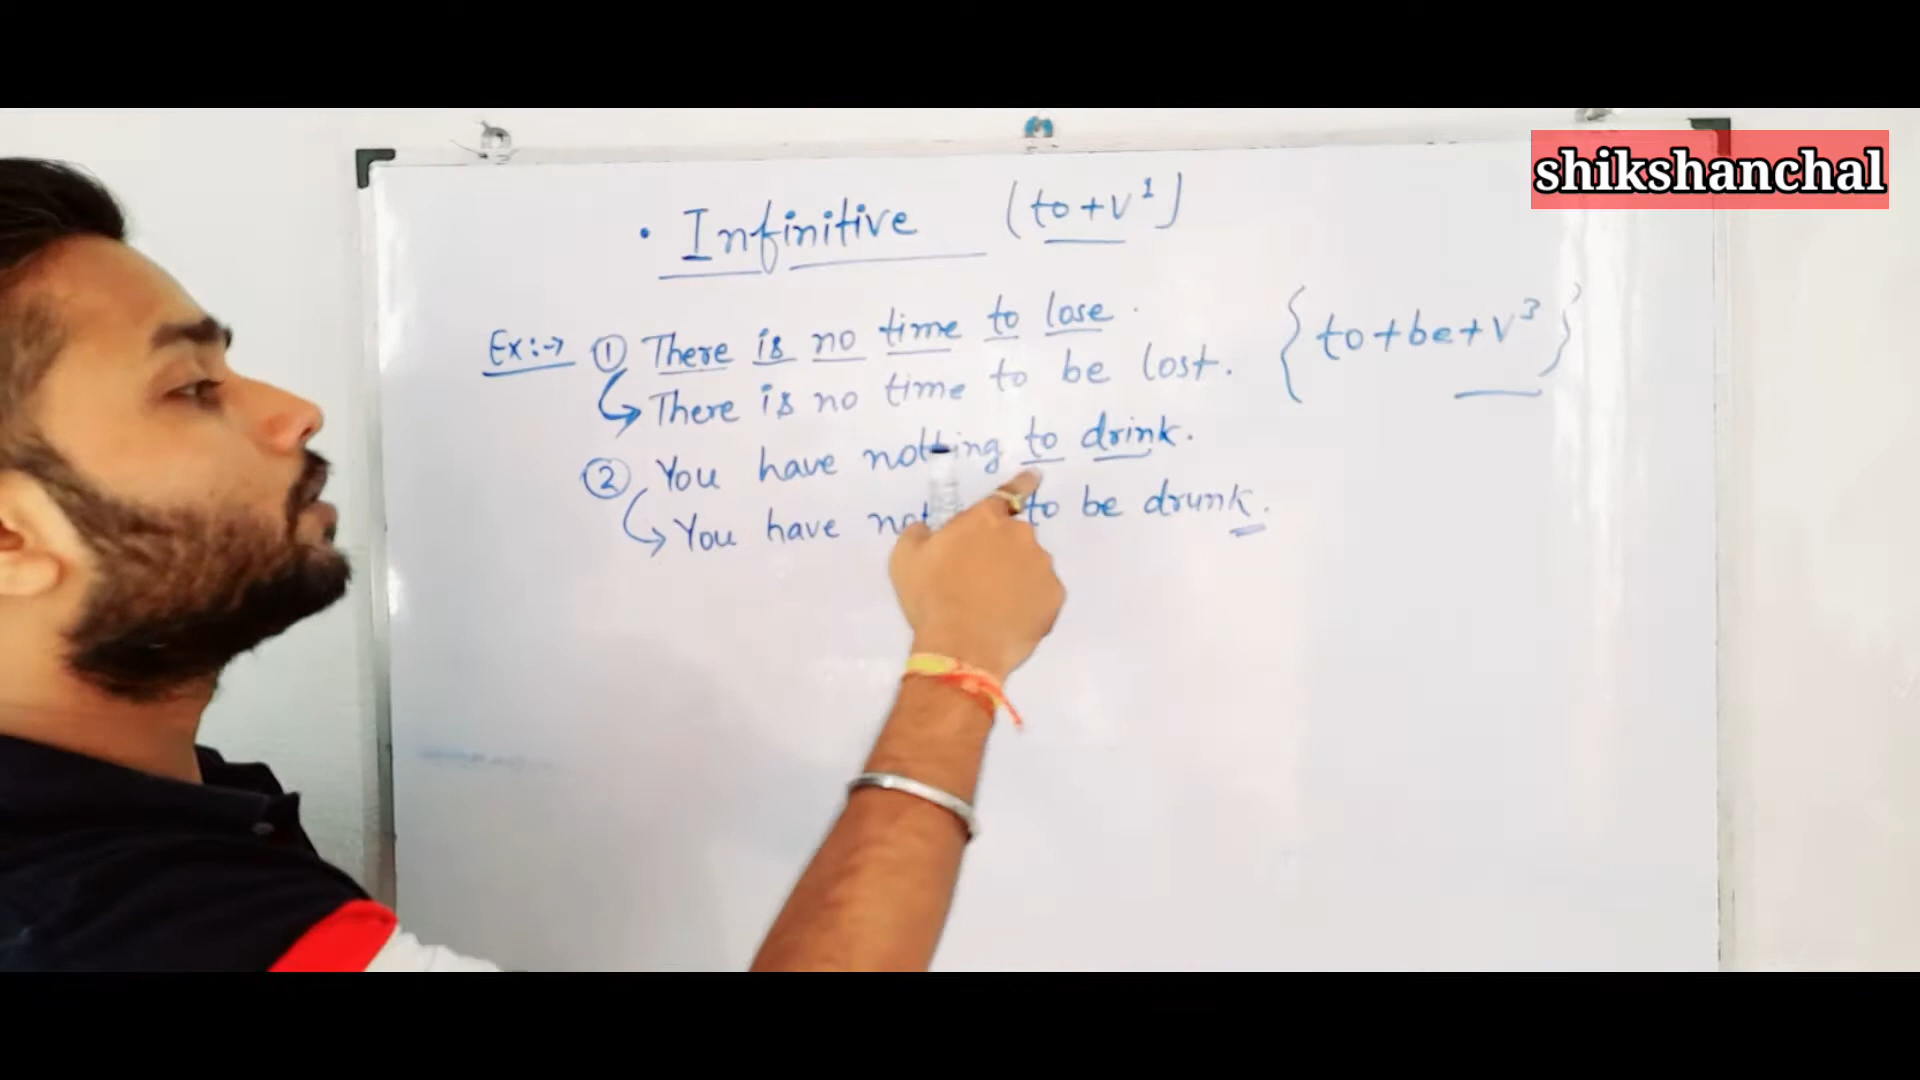 shikshanchal
• Infinitive (to+v¹)
Ex:→ ① There is no time to lose.
There is no time to be lost. {to+be+v³}
② You have nothing to drink.
You have to be drunk.